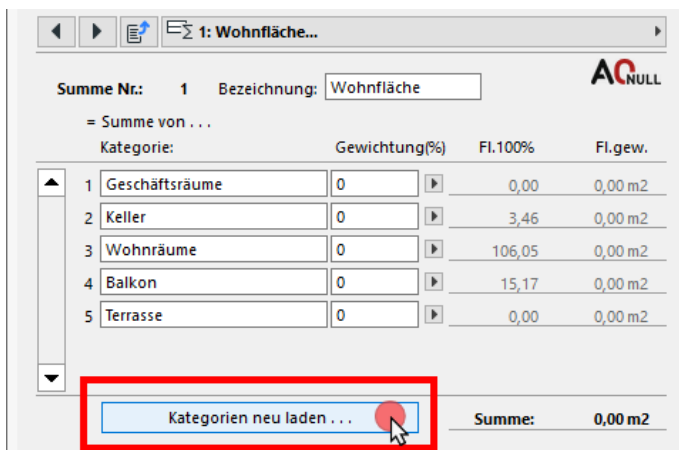 1: Wohnfläche...
ACNULL
Summe Nr.: 1 Bezeichnung: Wohnfläche
= Summe von . . .
Kategorie: Gewichtung(%) Fl.100% Fl.gew.
1 Geschäftsräume 0 0,00 0,00 m2
2 Keller 0 3,46 0,00 m2
3 Wohnräume 0 106,05 0,00 m2
4 Balkon 0 15,17 0,00 m2
5 Terrasse 0 0,00 0,00 m2
Kategorien neu laden . . . Summe: 0,00 m2